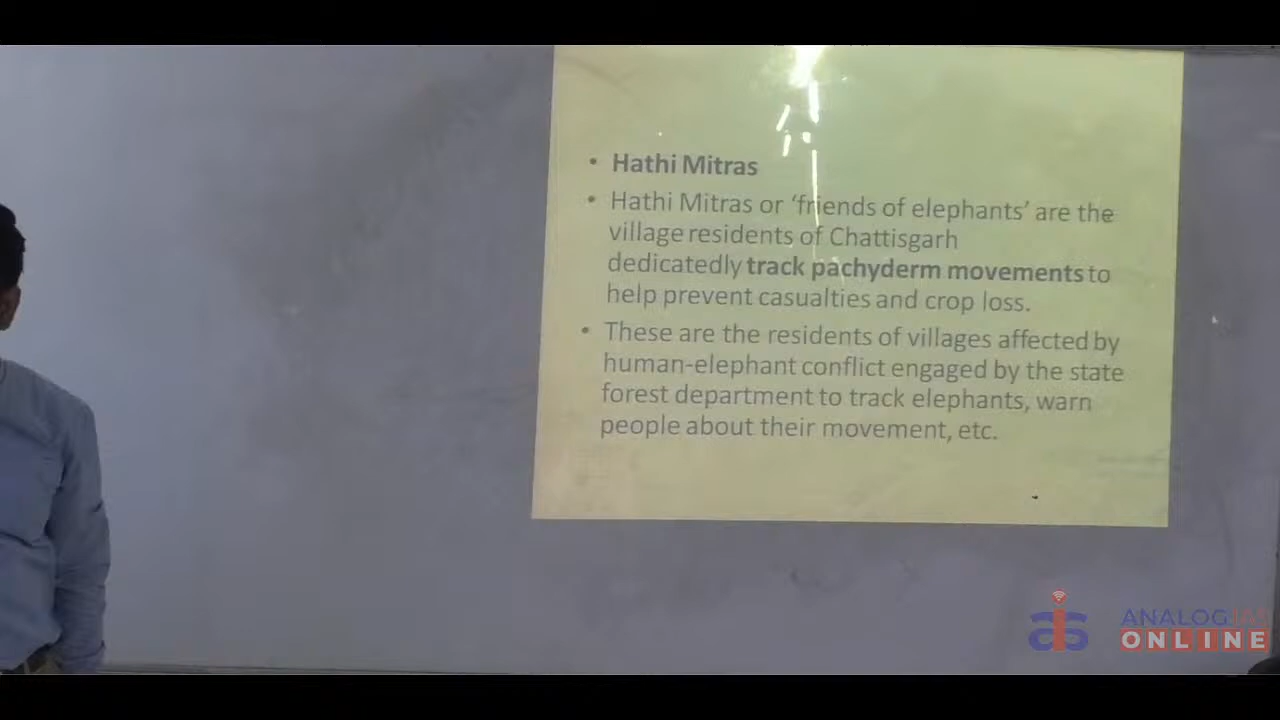 • Hathi Mitras
• Hathi Mitras or ‘friends of elephants’ are the
village residents of Chattisgarh
dedicatedly track pachyderm movements to
help prevent casualties and crop loss.
• These are the residents of villages affected by
human-elephant conflict engaged by the state
forest department to track elephants, warn
people about their movement, etc.
ANALOG IAS
ONLINE